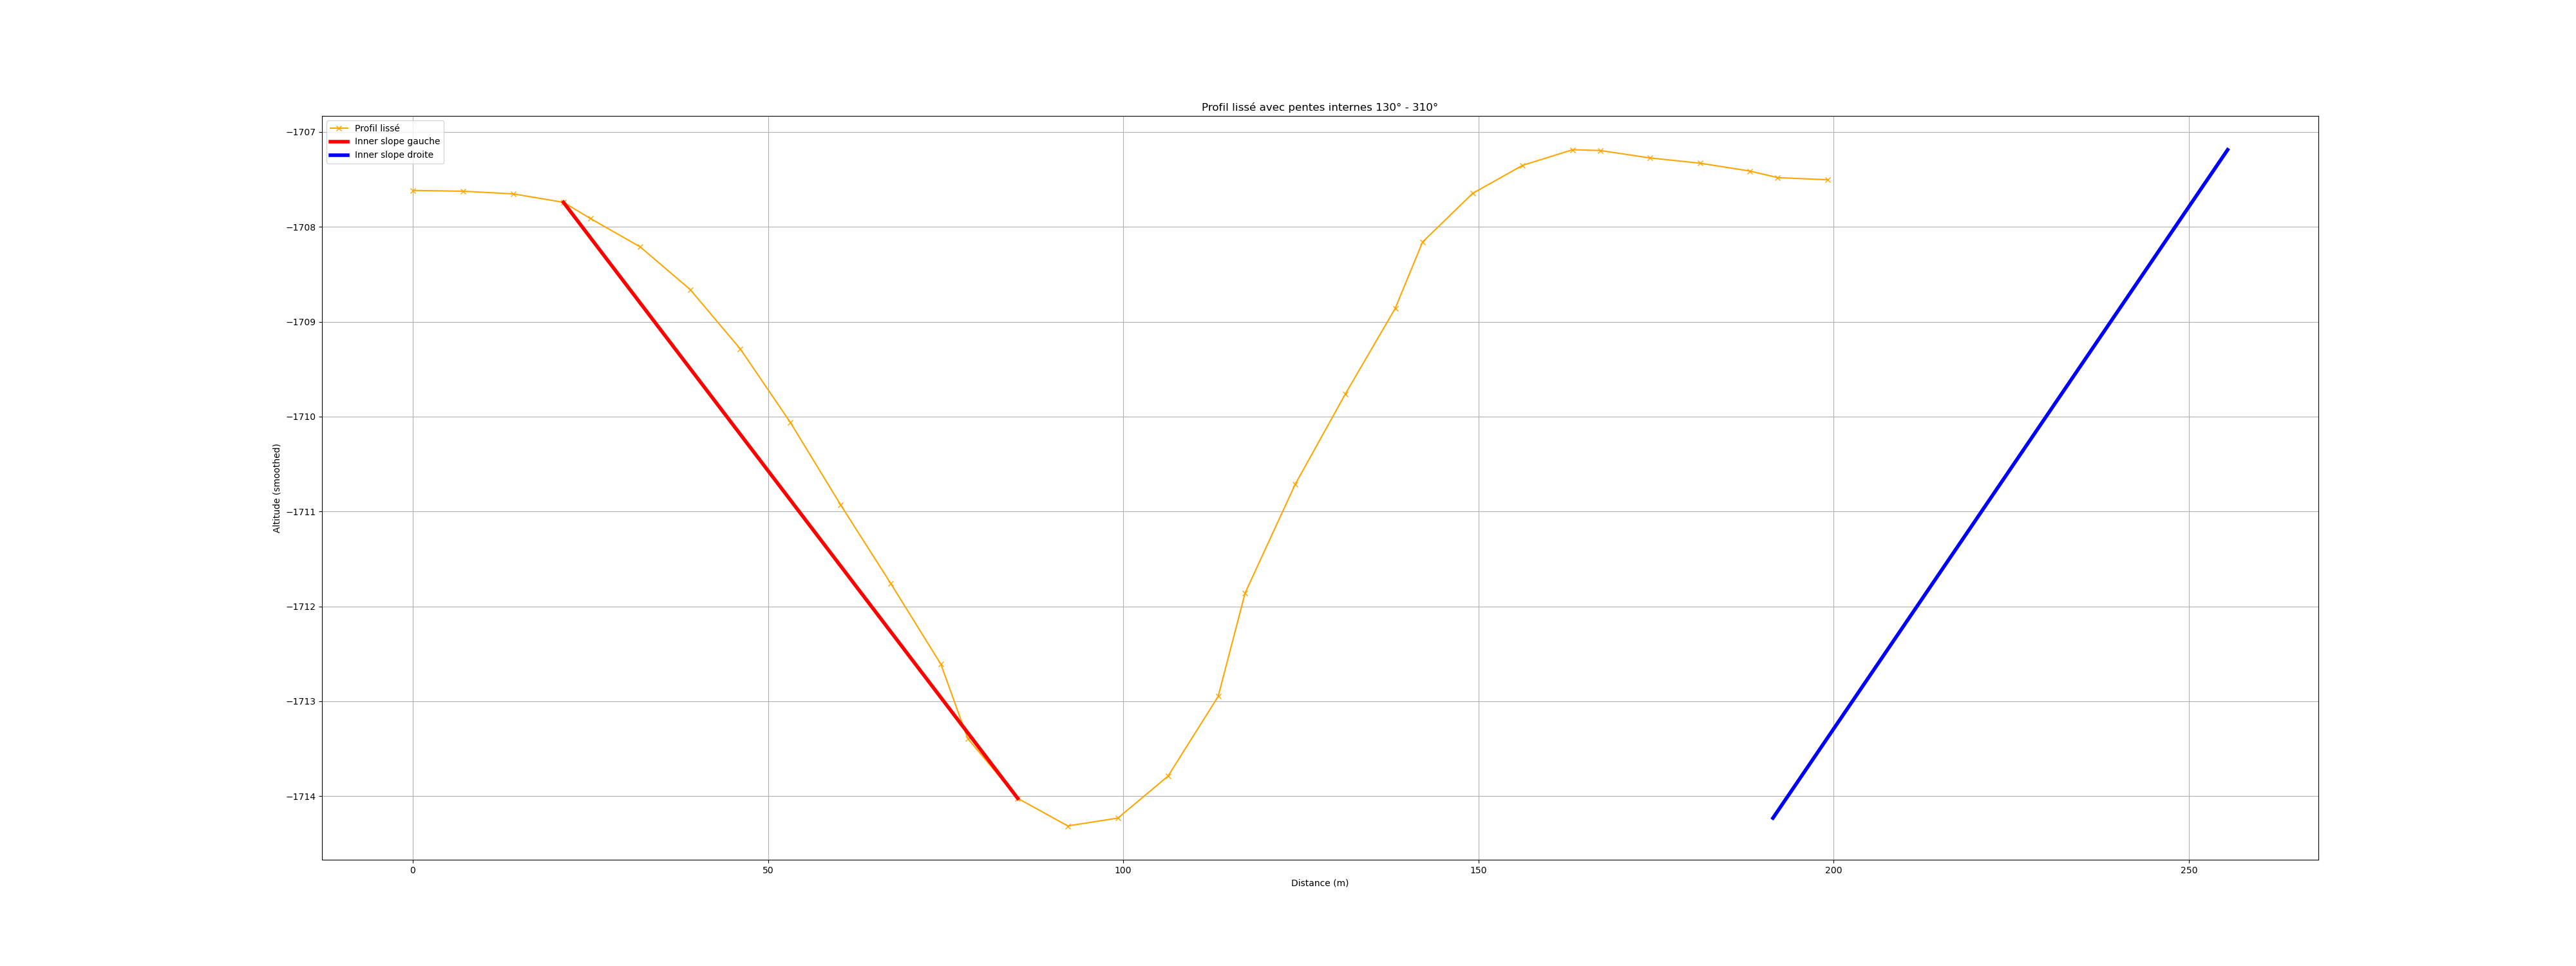 Profil lissé avec pentes internes 130° - 310°
Profil lissé
Inner slope gauche
Inner slope droite
−1707
−1708
−1709
−1710
−1711
−1712
−1713
−1714
Altitude (smoothed)
0 50 100 150 200 250
Distance (m)